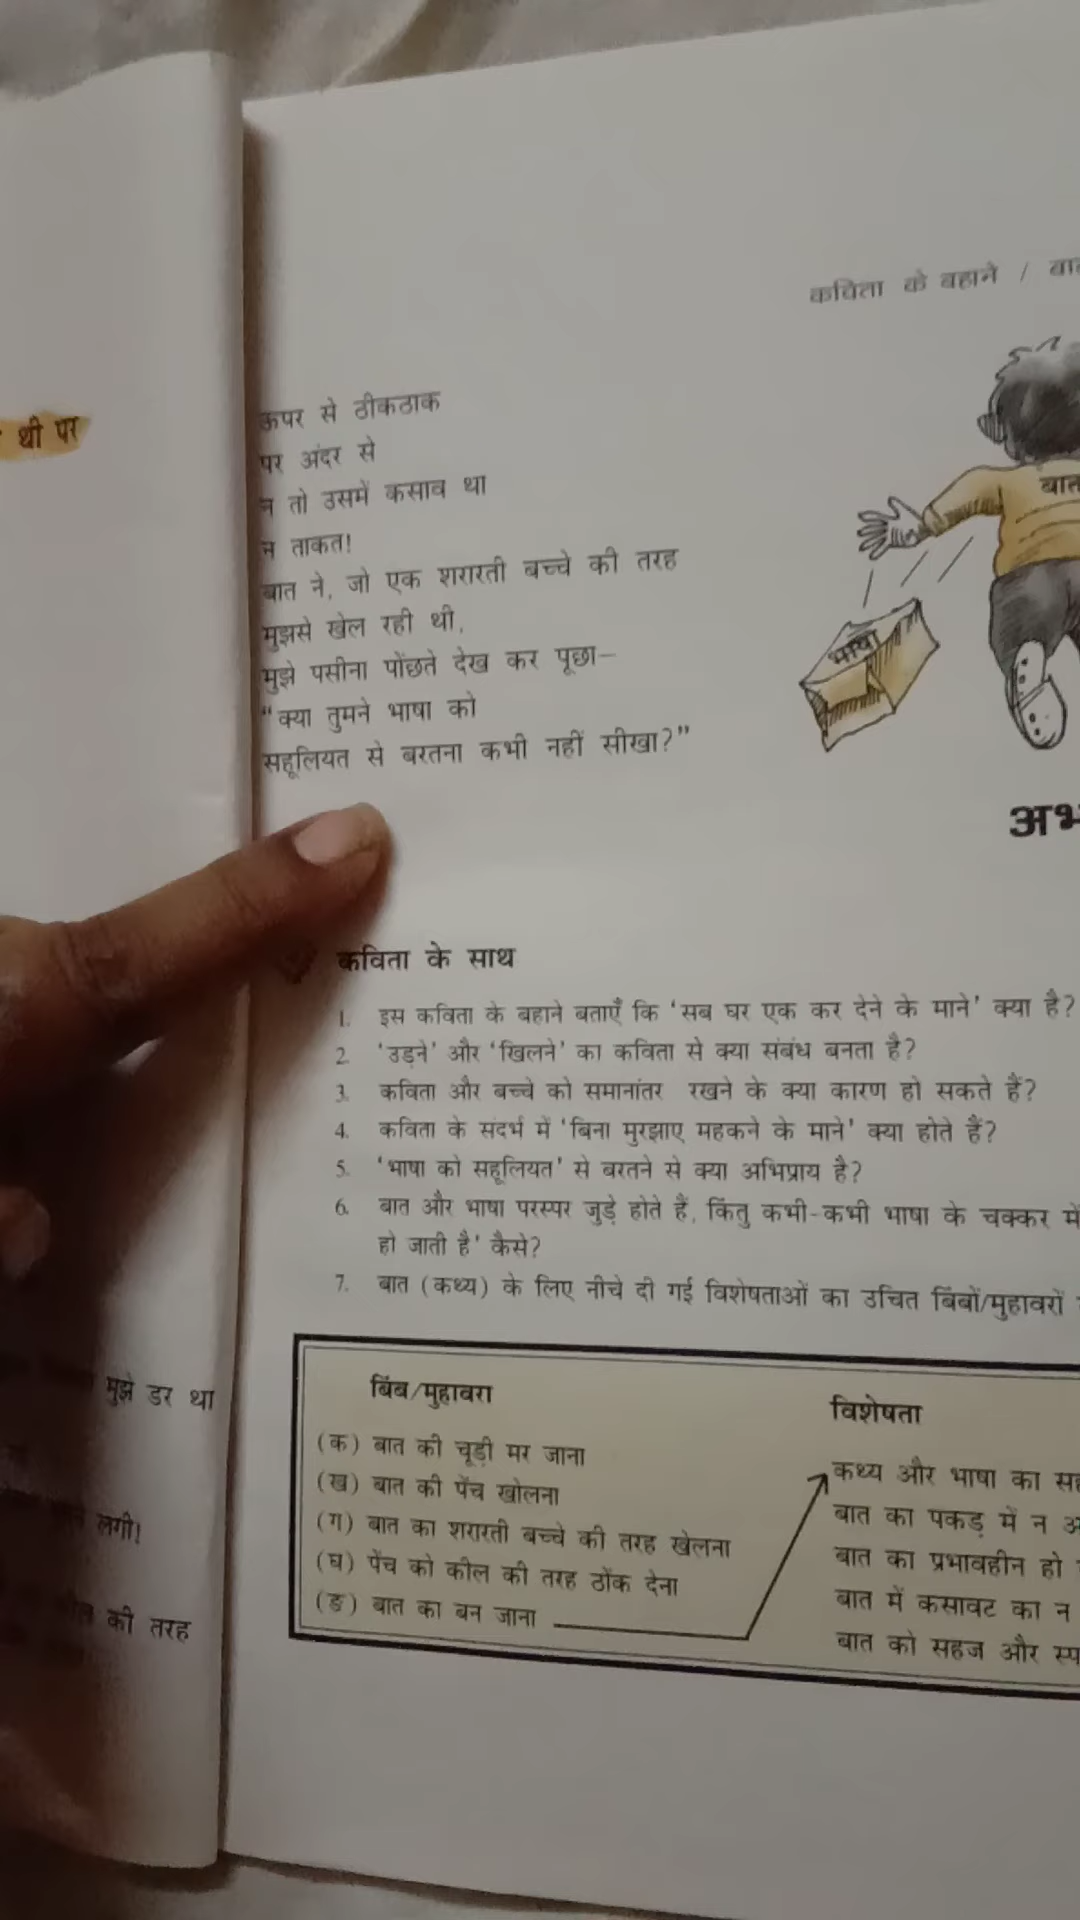 थी पर
मुझे डर था
लगी!
की तरह
कविता के बहाने /
ऊपर से ठीकठाक
पर अंदर से
न तो उसमें कसाव था
न ताकत!
बात ने, जो एक शरारती बच्चे की तरह
मुझसे खेल रही थी,
मुझे पसीना पोंछते देख कर पूछा–
“क्या तुमने भाषा को
सहूलियत से बरतना कभी नहीं सीखा?”
बात
भाषा
कविता के साथ
1. इस कविता के बहाने बताएँ कि ‘सब घर एक कर देने के माने’ क्या है?
2. ‘उड़ने’ और ‘खिलने’ का कविता से क्या संबंध बनता है?
3. कविता और बच्चे को समानांतर रखने के क्या कारण हो सकते हैं?
4. कविता के संदर्भ में ‘बिना मुरझाए महकने के माने’ क्या होते हैं?
5. ‘भाषा को सहूलियत’ से बरतने से क्या अभिप्राय है?
6. बात और भाषा परस्पर जुड़े होते हैं, किंतु कभी-कभी भाषा के चक्कर में
हो जाती है’ कैसे?
7. बात (कथ्य) के लिए नीचे दी गई विशेषताओं का उचित बिंबों/मुहावरों
बिंब/मुहावरा
(क) बात की चूड़ी मर जाना
(ख) बात की पेंच खोलना
(ग) बात का शरारती बच्चे की तरह खेलना
(घ) पेंच को कील की तरह ठोंक देना
(ङ) बात का बन जाना
विशेषता
कथ्य और भाषा का
बात का पकड़ में न
बात का प्रभावहीन हो
बात में कसावट का न
बात को सहज और